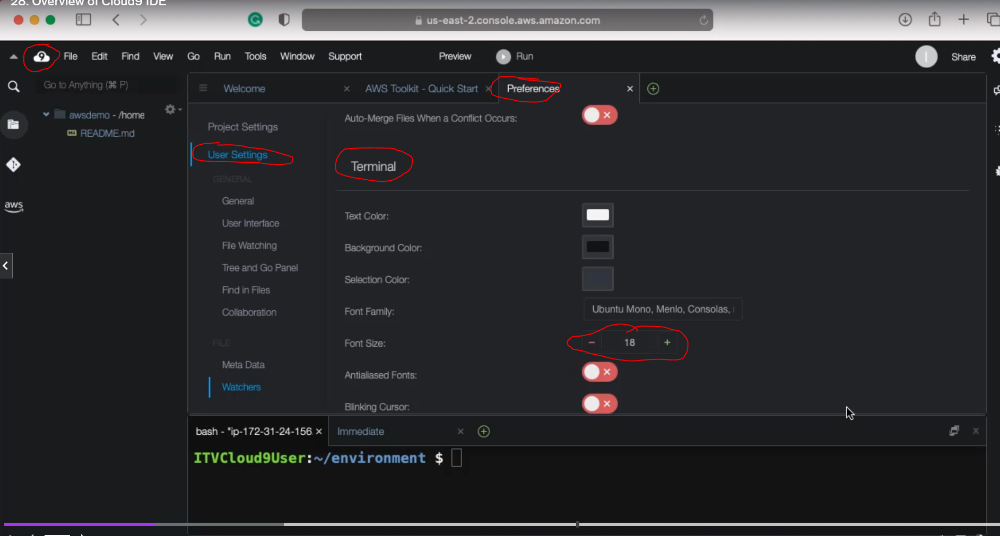 28. Overview of Cloud9 IDE
us-east-2.console.aws.amazon.com
9 File Edit Find View Go Run Tools Window Support Preview Run I Share
Go to Anything (⌘ P)
Welcome × AWS Toolkit - Quick Start × Preferences ×
awsdemo - /home
README.md
aws
Project Settings
User Settings
GENERAL
General
User Interface
File Watching
Tree and Go Panel
Find in Files
Collaboration
FILE
Meta Data
Watchers
Auto-Merge Files When a Conflict Occurs:
Terminal
Text Color:
Background Color:
Selection Color:
Font Family: Ubuntu Mono, Menlo, Consolas,
Font Size: − 18 +
Antialiased Fonts:
Blinking Cursor:
bash - "ip-172-31-24-156 × Immediate ×
ITVCloud9User:~/environment $